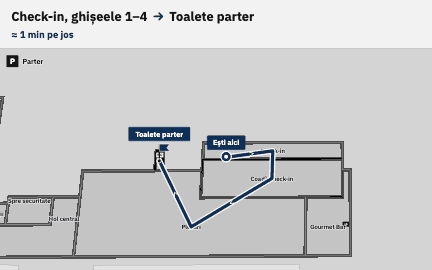 Check-in, ghișeele 1–4 → Toalete parter
≈ 1 min pe jos
P Parter
Toalete parter
Ești aici
Spre securitate
Hol central
Gourmet Bar